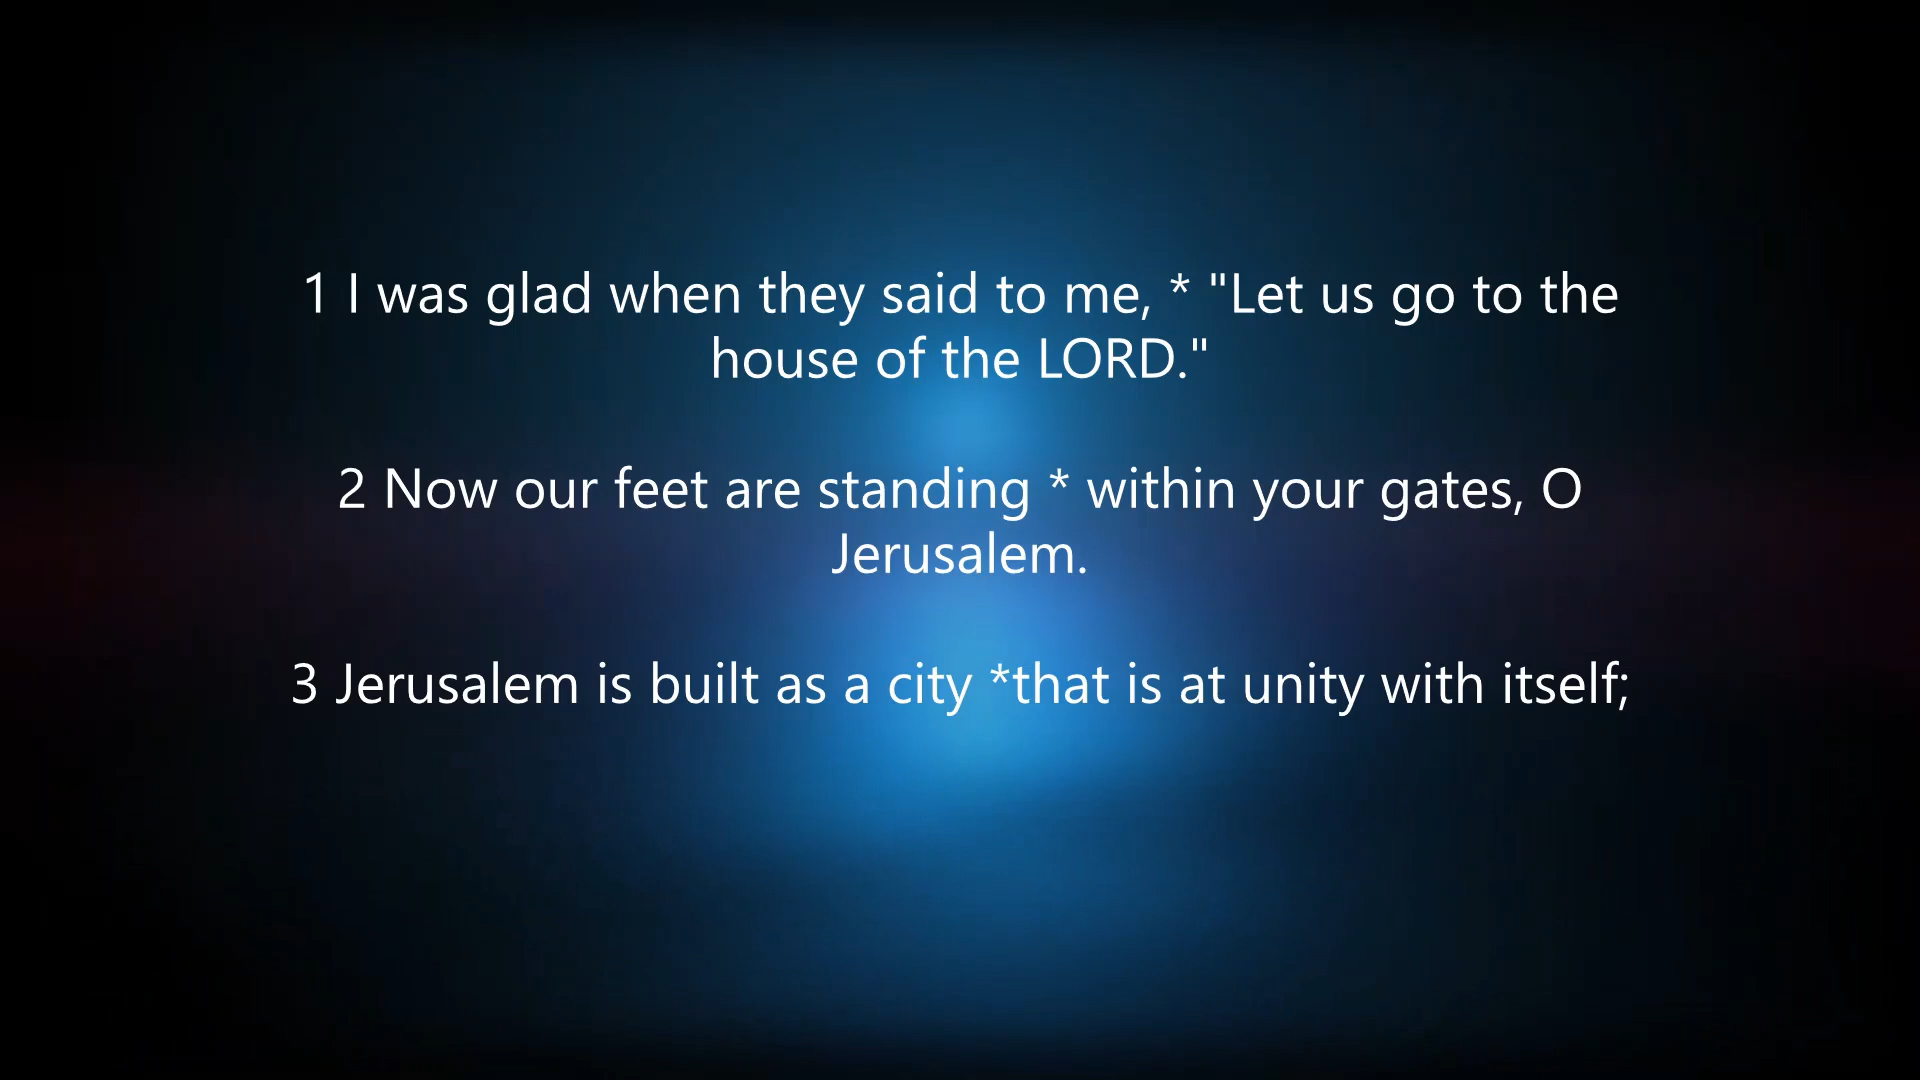 1 I was glad when they said to me, * "Let us go to the
house of the LORD."
2 Now our feet are standing * within your gates, O
Jerusalem.
3 Jerusalem is built as a city *that is at unity with itself;